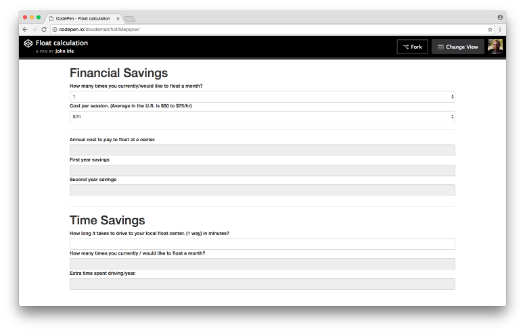 CodePen - Float calculation
codepen.io
Float calculation
A PEN BY John Ilfe
Fork
Change View
Financial Savings
How many times you currently/would like to float a month?
1
Cost per session. (Average in the U.S. is $50 to $75/hr)
$70
Annual cost to pay to float at a center.
First year savings
Second year savings
Time Savings
How long it takes to drive to your local float center. (1 way) in minutes?
How many times you currently / would like to float a month?
Extra time spent driving/year.